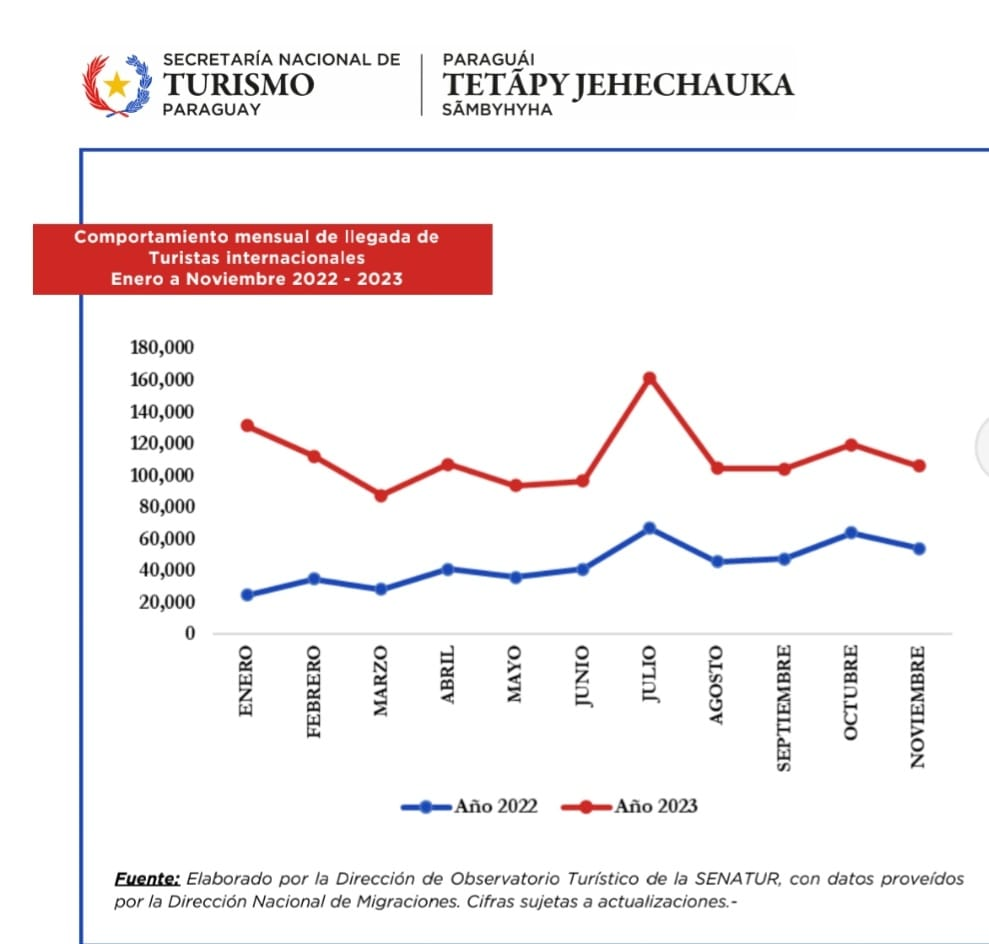 SECRETARÍA NACIONAL DE
TURISMO
PARAGUAY
PARAGUÁI
TETÃPY JEHECHAUKA
SÃMBYHYHA
Comportamiento mensual de llegada de
Turistas internacionales
Enero a Noviembre 2022 - 2023
180,000
160,000
140,000
120,000
100,000
80,000
60,000
40,000
20,000
0
ENERO
FEBRERO
MARZO
ABRIL
MAYO
JUNIO
JULIO
AGOSTO
SEPTIEMBRE
OCTUBRE
NOVIEMBRE
Año 2022
Año 2023
Fuente: Elaborado por la Dirección de Observatorio Turístico de la SENATUR, con datos proveídos
por la Dirección Nacional de Migraciones. Cifras sujetas a actualizaciones.-